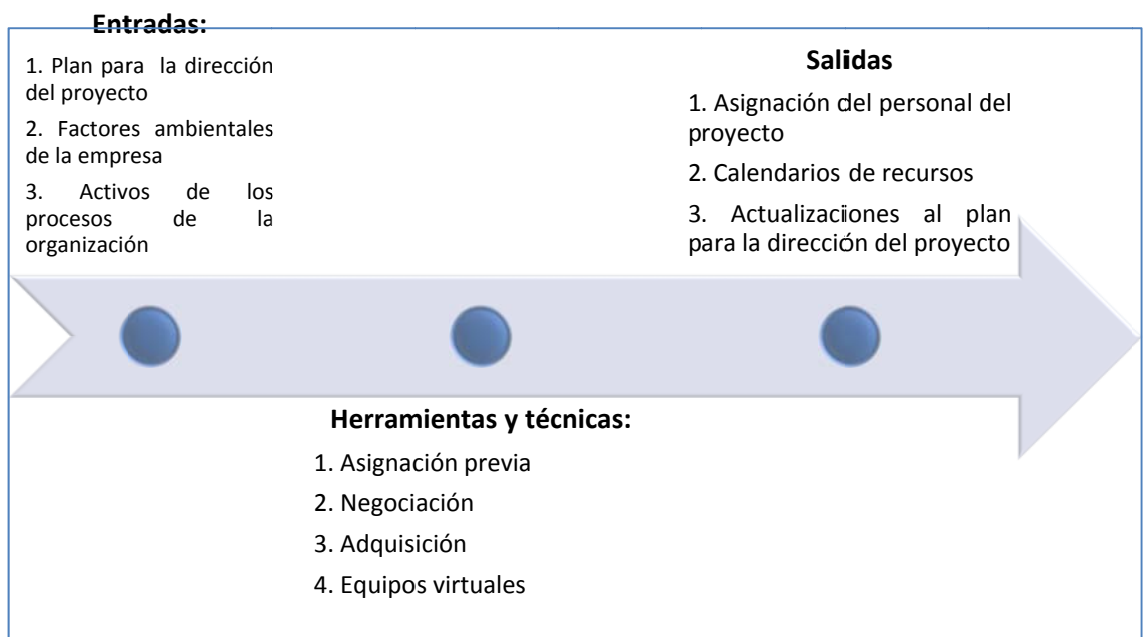 Entradas:
1. Plan para la dirección
del proyecto
2. Factores ambientales
de la empresa
3. Activos de los
procesos de la
organización
Salidas
1. Asignación del personal del
proyecto
2. Calendarios de recursos
3. Actualizaciones al plan
para la dirección del proyecto
Herramientas y técnicas:
1. Asignación previa
2. Negociación
3. Adquisición
4. Equipos virtuales